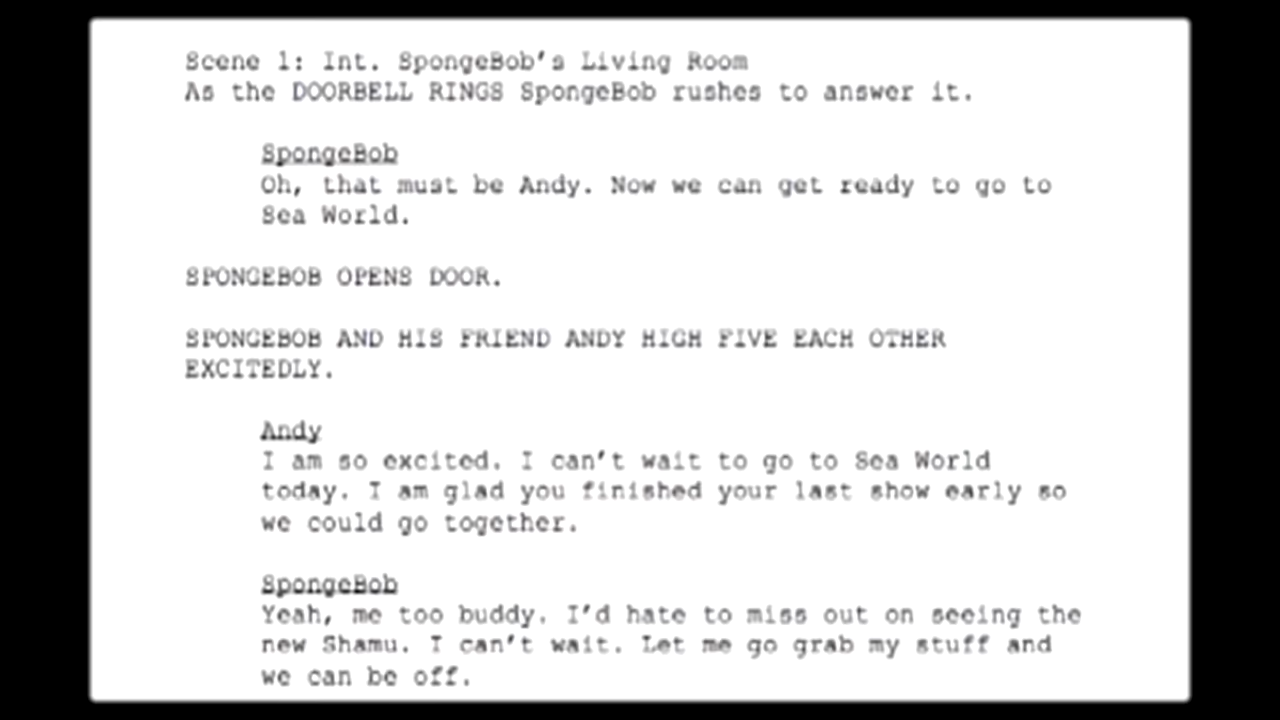 Scene 1: Int. SpongeBob's Living Room
As the DOORBELL RINGS SpongeBob rushes to answer it.
SpongeBob
Oh, that must be Andy. Now we can get ready to go to
Sea World.
SPONGEBOB OPENS DOOR.
SPONGEBOB AND HIS FRIEND ANDY HIGH FIVE EACH OTHER
EXCITEDLY.
Andy
I am so excited. I can't wait to go to Sea World
today. I am glad you finished your last show early so
we could go together.
SpongeBob
Yeah, me too buddy. I'd hate to miss out on seeing the
new Shamu. I can't wait. Let me go grab my stuff and
we can be off.